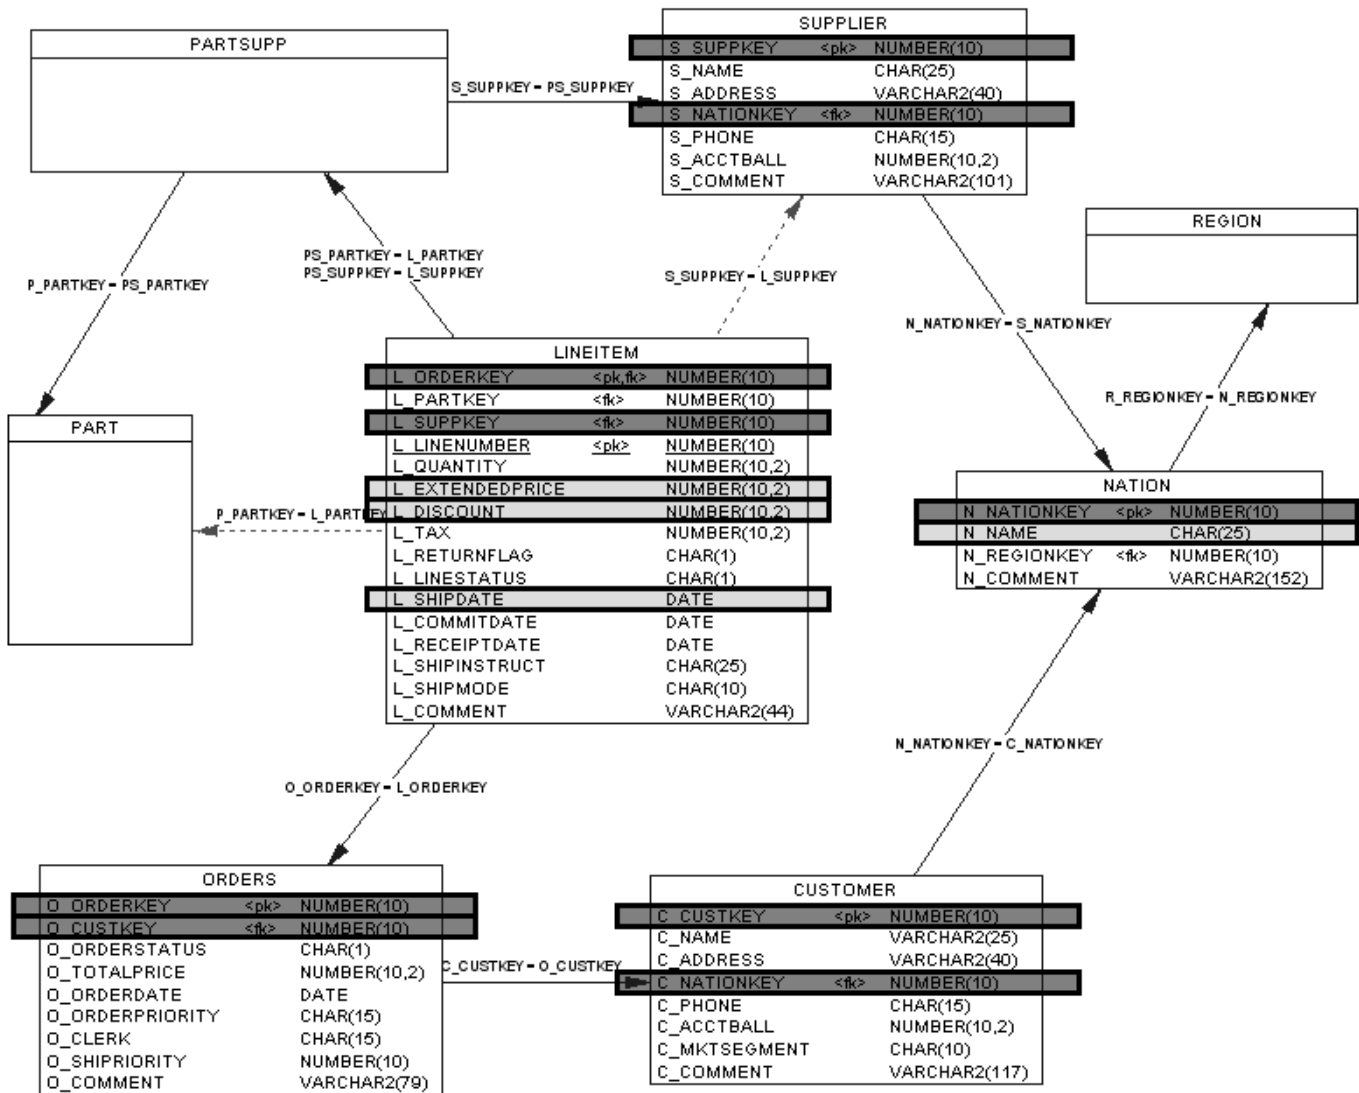 PARTSUPP
S_SUPPKEY = PS_SUPPKEY
SUPPLIER
S_SUPPKEY <pk> NUMBER(10)
S_NAME CHAR(25)
S_ADDRESS VARCHAR2(40)
S_NATIONKEY <fk> NUMBER(10)
S_PHONE CHAR(15)
S_ACCTBALL NUMBER(10,2)
S_COMMENT VARCHAR2(101)
REGION
P_PARTKEY = PS_PARTKEY
PS_PARTKEY = L_PARTKEY
PS_SUPPKEY = L_SUPPKEY
S_SUPPKEY = L_SUPPKEY
N_NATIONKEY = S_NATIONKEY
R_REGIONKEY = N_REGIONKEY
LINEITEM
L_ORDERKEY <pk,fk> NUMBER(10)
L_PARTKEY <fk> NUMBER(10)
L_SUPPKEY <fk> NUMBER(10)
L_LINENUMBER <pk> NUMBER(10)
L_QUANTITY NUMBER(10,2)
L_EXTENDEDPRICE NUMBER(10,2)
L_DISCOUNT NUMBER(10,2)
L_TAX NUMBER(10,2)
L_RETURNFLAG CHAR(1)
L_LINESTATUS CHAR(1)
L_SHIPDATE DATE
L_COMMITDATE DATE
L_RECEIPTDATE DATE
L_SHIPINSTRUCT CHAR(25)
L_SHIPMODE CHAR(10)
L_COMMENT VARCHAR2(44)
PART
P_PARTKEY = L_PARTKEY
NATION
N_NATIONKEY <pk> NUMBER(10)
N_NAME CHAR(25)
N_REGIONKEY <fk> NUMBER(10)
N_COMMENT VARCHAR2(152)
N_NATIONKEY = C_NATIONKEY
O_ORDERKEY = L_ORDERKEY
ORDERS
O_ORDERKEY <pk> NUMBER(10)
O_CUSTKEY <fk> NUMBER(10)
O_ORDERSTATUS CHAR(1)
O_TOTALPRICE NUMBER(10,2)
O_ORDERDATE DATE
O_ORDERPRIORITY CHAR(15)
O_CLERK CHAR(15)
O_SHIPRIORITY NUMBER(10)
O_COMMENT VARCHAR2(79)
C_CUSTKEY = O_CUSTKEY
CUSTOMER
C_CUSTKEY <pk> NUMBER(10)
C_NAME VARCHAR2(25)
C_ADDRESS VARCHAR2(40)
C_NATIONKEY <fk> NUMBER(10)
C_PHONE CHAR(15)
C_ACCTBALL NUMBER(10,2)
C_MKTSEGMENT CHAR(10)
C_COMMENT VARCHAR2(117)